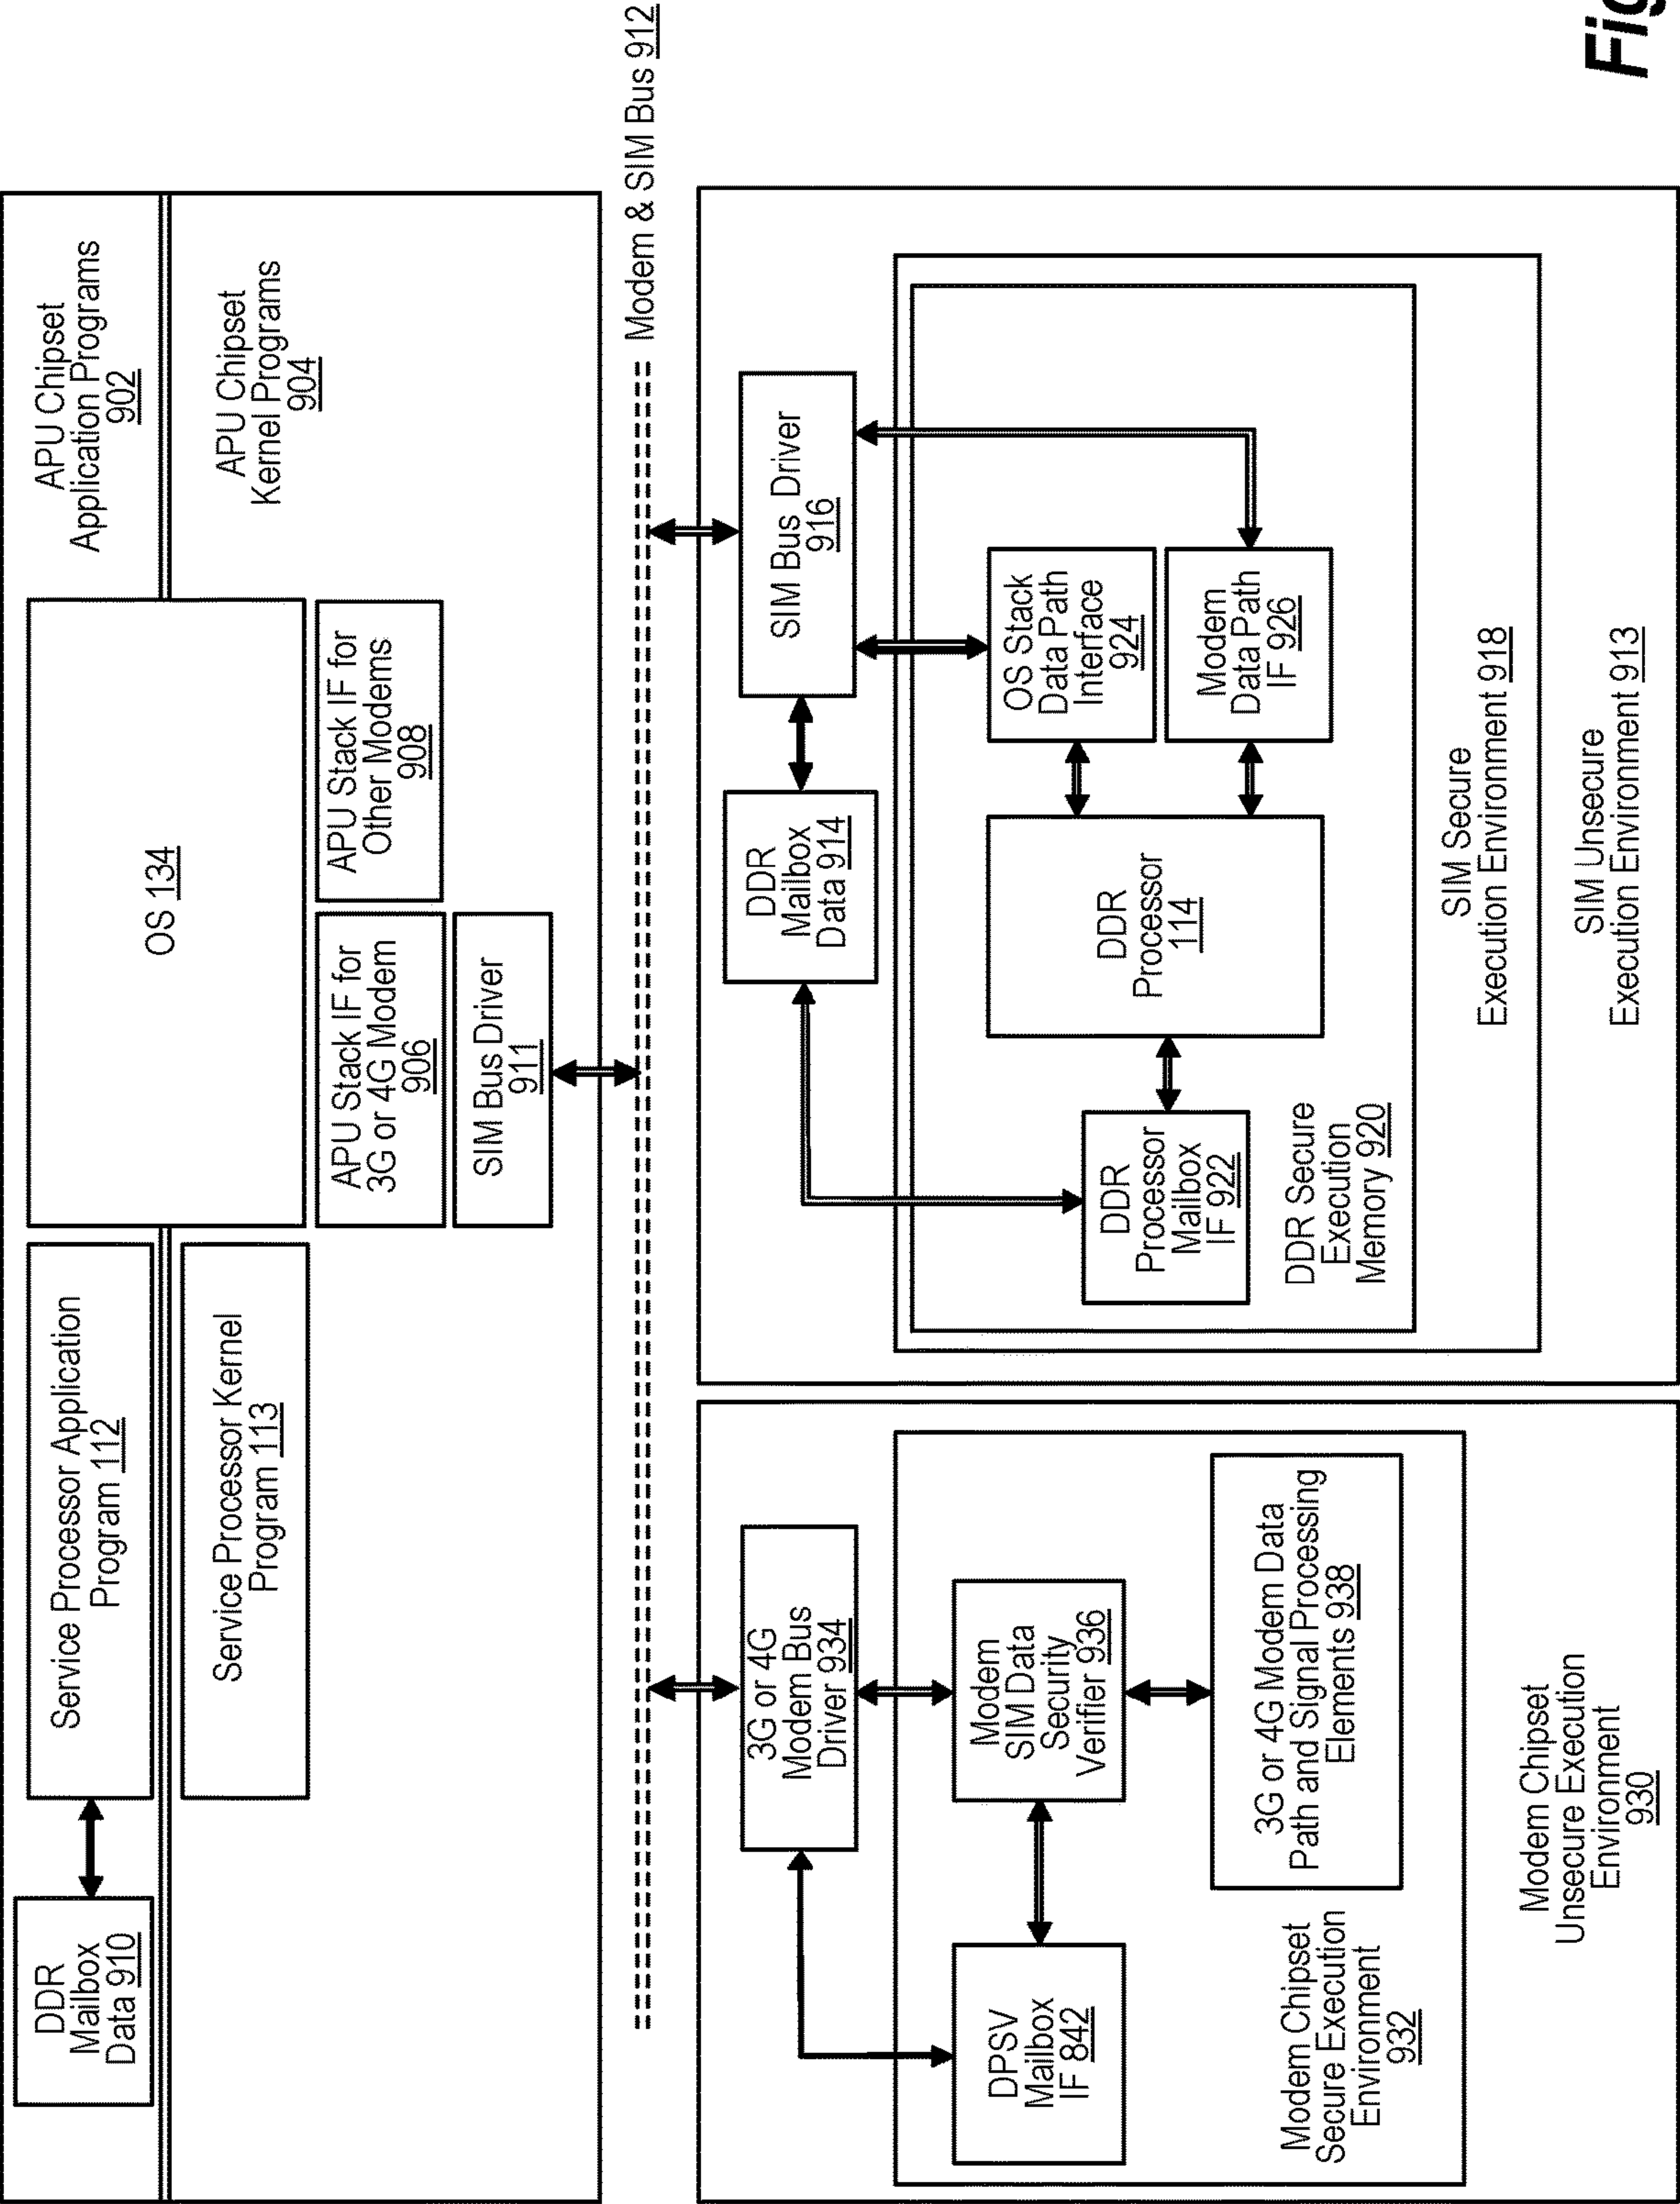 DDR
Mailbox
Data 910
Service Processor Application
Program 112
Service Processor Kernel
Program 113
OS 134
APU Stack IF for
3G or 4G Modem
906
APU Stack IF for
Other Modems
908
SIM Bus Driver
911
APU Chipset
Application Programs
902
APU Chipset
Kernel Programs
904
Modem & SIM Bus 912
3G or 4G
Modem Bus
Driver 934
DPSV
Mailbox
IF 842
Modem
SIM Data
Security
Verifier 936
3G or 4G Modem Data
Path and Signal Processing
Elements 938
Modem Chipset
Secure Execution
Environment
932
Modem Chipset
Unsecure Execution
Environment
930
DDR
Mailbox
Data 914
SIM Bus Driver
916
DDR
Processor
Mailbox
IF 922
DDR
Processor
114
OS Stack
Data Path
Interface
924
Modem
Data Path
IF 926
DDR Secure
Execution
Memory 920
SIM Secure
Execution Environment 918
SIM Unsecure
Execution Environment 913